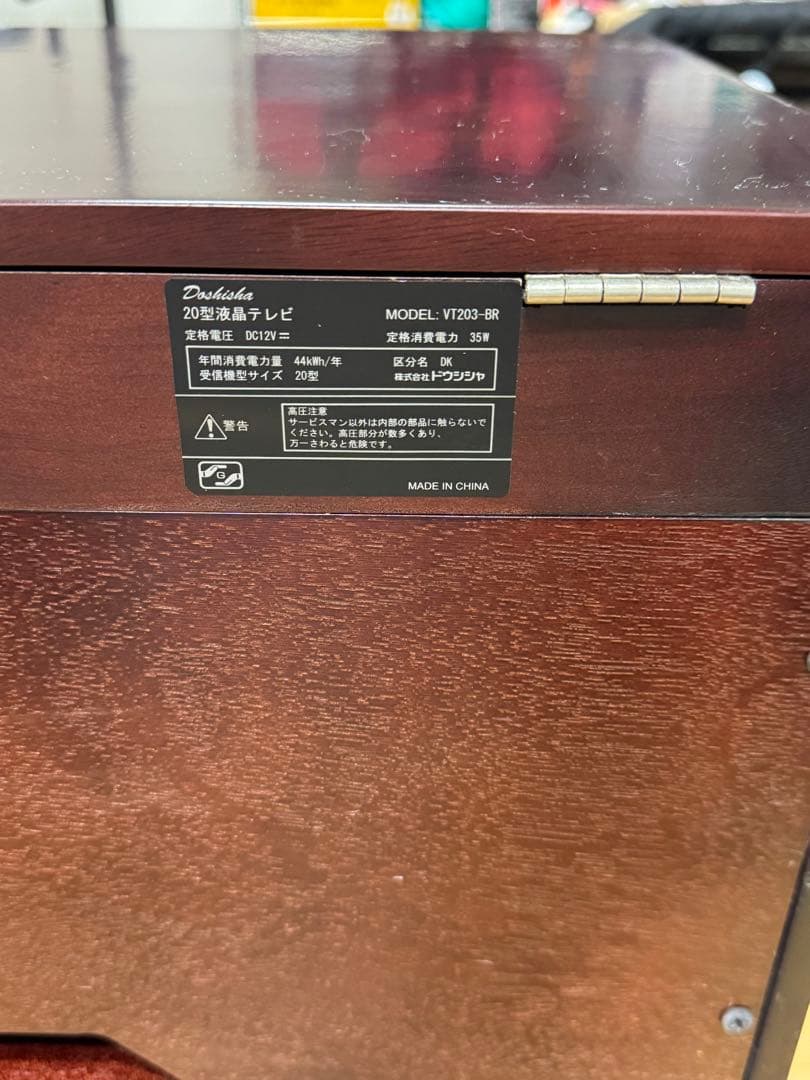 Doshisha
20型液晶テレビ MODEL: VT203-BR
定格電圧 DC12V⎓ 定格消費電力 35W
年間消費電力量 44kWh/年 区分名 DK
受信機型サイズ 20型 株式会社ドウシシャ
警告
高圧注意
サービスマン以外は内部の部品に触らないで
ください。高圧部分が数多くあり、
万一さわると危険です。
G
MADE IN CHINA